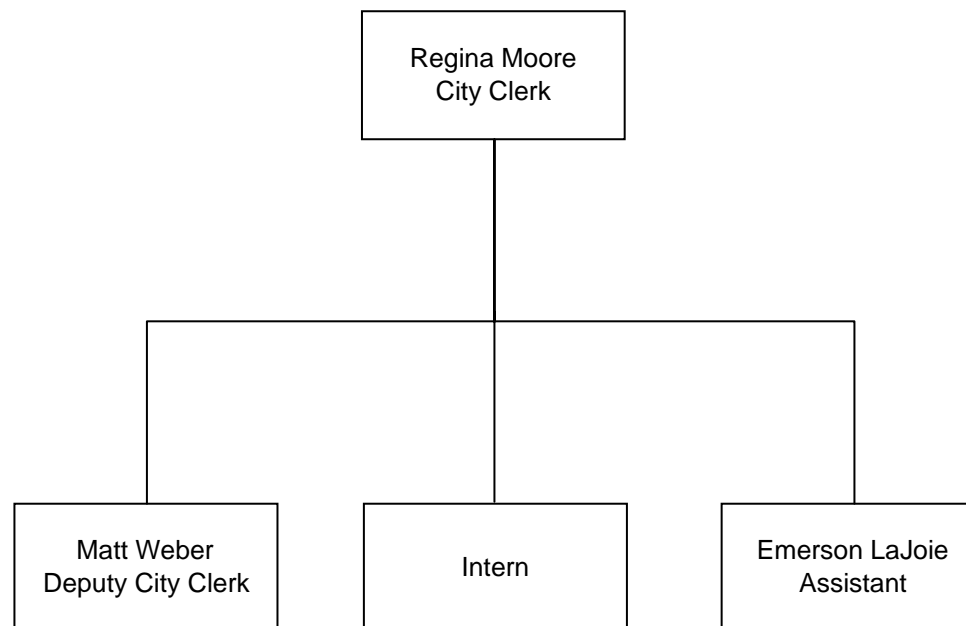 Regina Moore
City Clerk
Matt Weber
Deputy City Clerk
Intern
Emerson LaJoie
Assistant